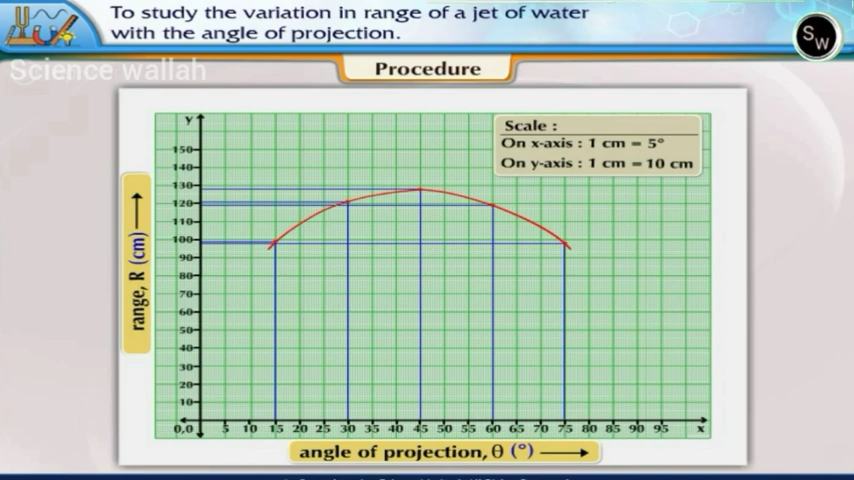 To study the variation in range of a jet of water
with the angle of projection.
SW
Science wallah
Procedure
y
Scale :
On x-axis : 1 cm = 5°
On y-axis : 1 cm = 10 cm
150
140
130
120
110
100
90
80
70
60
50
40
30
20
10
range, R (cm)
0,0 5 10 15 20 25 30 35 40 45 50 55 60 65 70 75 80 85 90 95 x
angle of projection, θ (°)